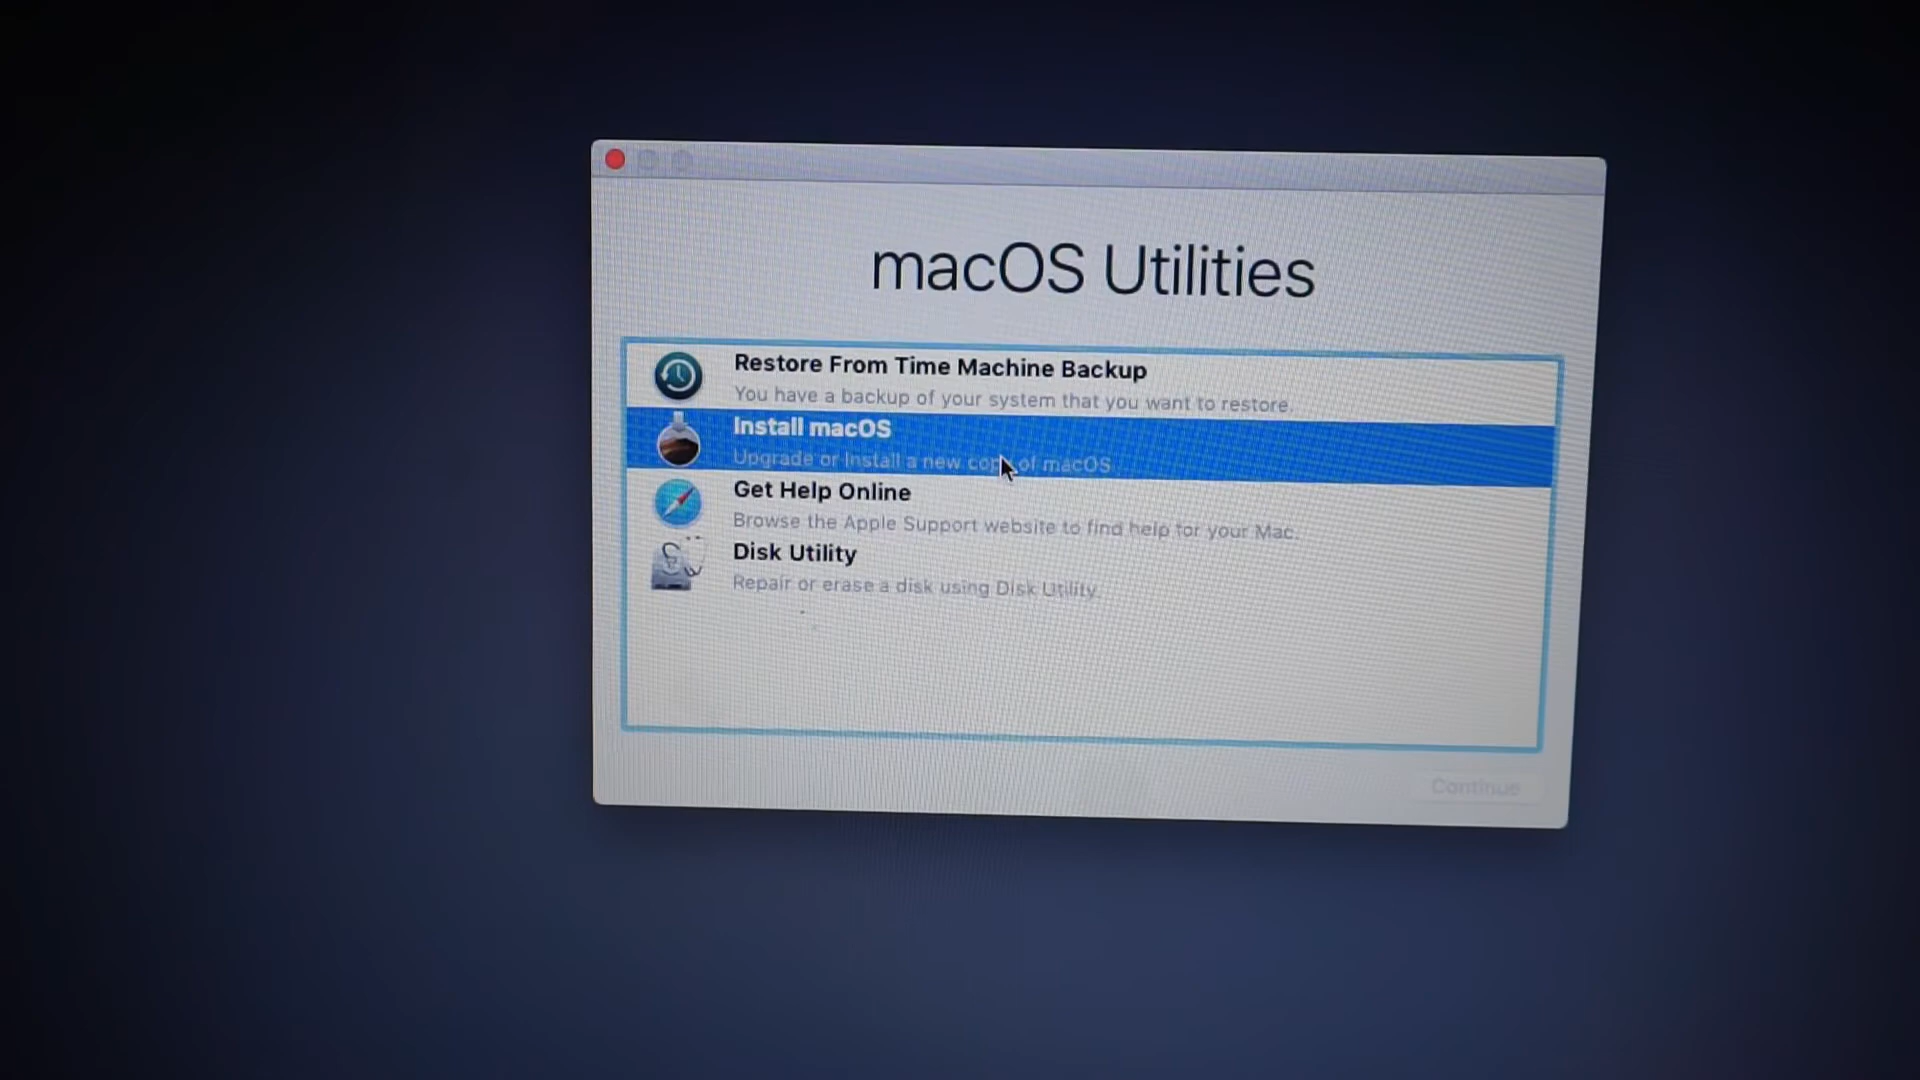 macOS Utilities
Restore From Time Machine Backup
You have a backup of your system that you want to restore.
Install macOS
Upgrade or Install a new copy of macOS
Get Help Online
Browse the Apple Support website to find help for your Mac.
Disk Utility
Repair or erase a disk using Disk Utility.
Continue